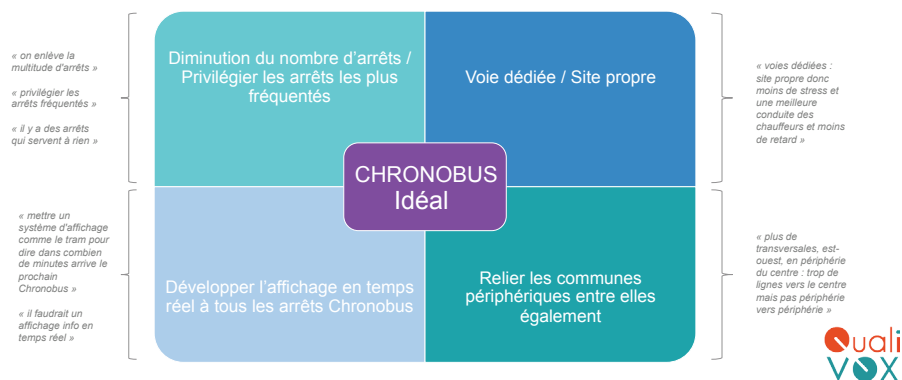 « on enlève la
multitude d'arrêts »
« privilégier les
arrêts fréquentés »
« il y a des arrêts
qui servent à rien »
Diminution du nombre d'arrêts /
Privilégier les arrêts les plus
fréquentés
Voie dédiée / Site propre
« voies dédiées :
site propre donc
moins de stress et
une meilleure
conduite des
chauffeurs et moins
de retard »
CHRONOBUS
Idéal
« mettre un
système d'affichage
comme le tram pour
dire dans combien
de minutes arrive le
prochain
Chronobus »
« il faudrait un
affichage info en
temps réel »
Développer l'affichage en temps
réel à tous les arrêts Chronobus
Relier les communes
périphériques entre elles
également
« plus de
transversales, est-
ouest, en périphérie
du centre : trop de
lignes vers le centre
mais pas périphérie
vers périphérie »
Quali
VOX